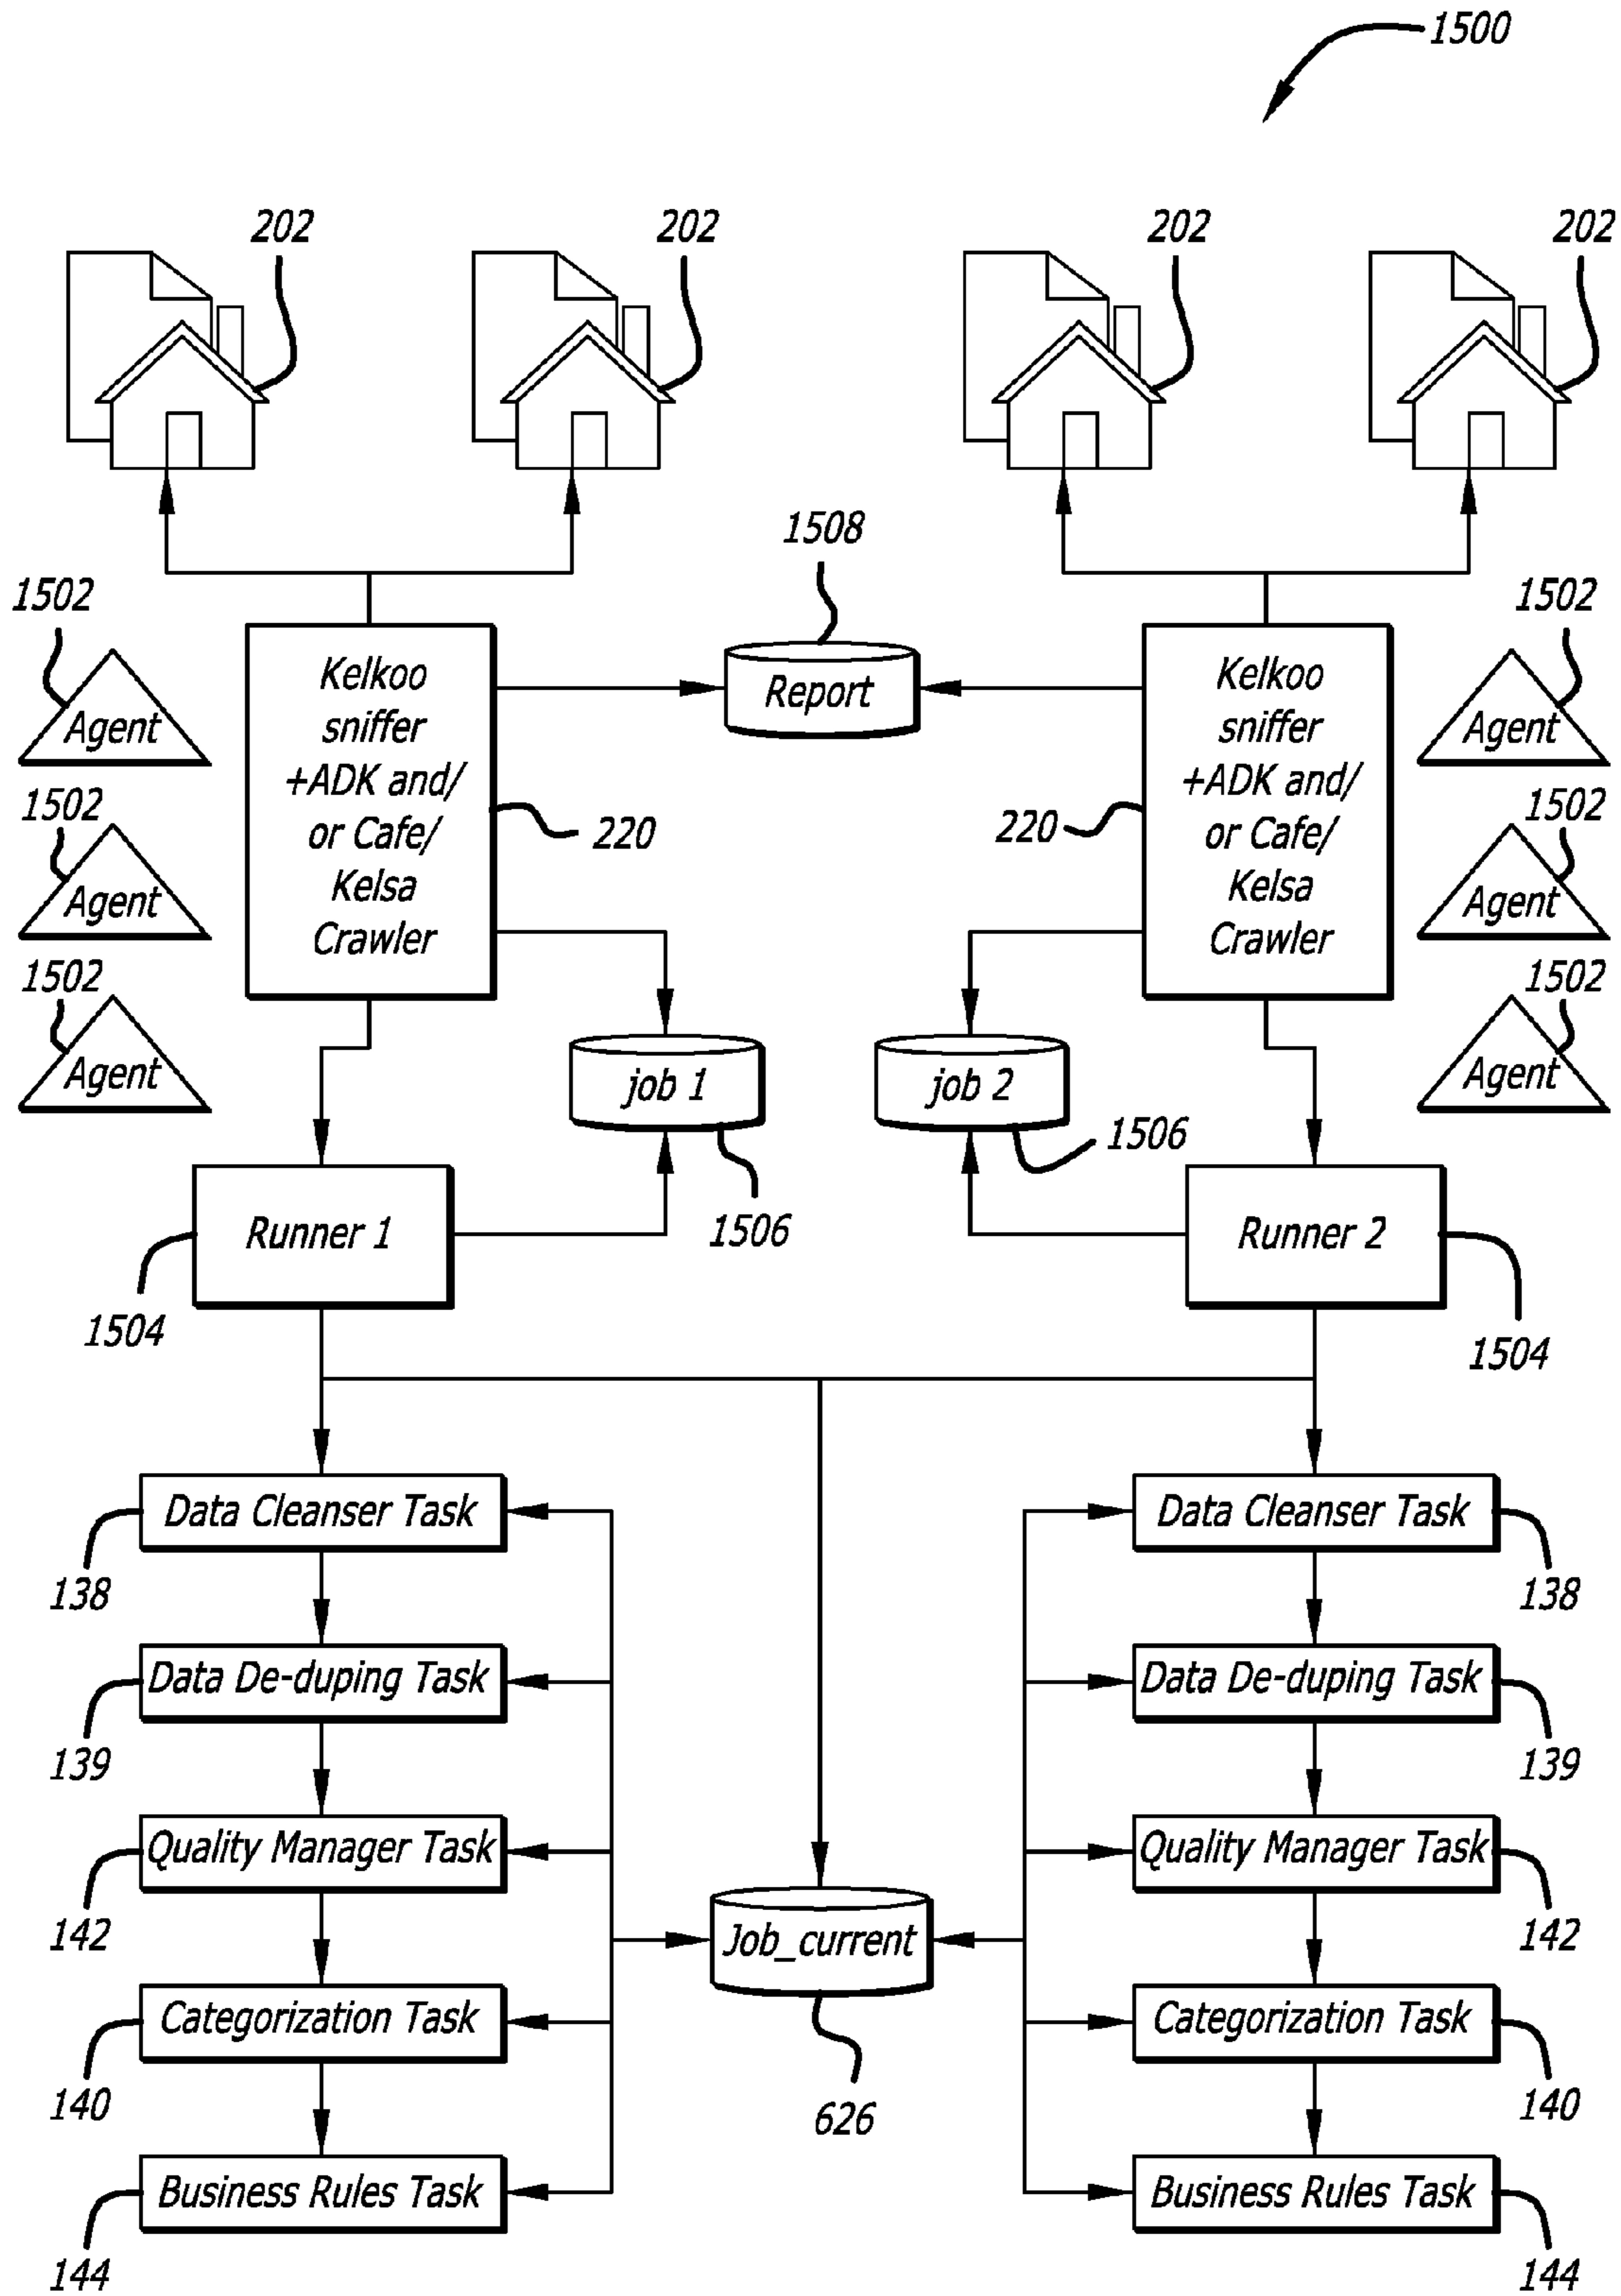 1500
202
202
202
202
1508
1502
1502
Kelkoo
sniffer
+ADK and/
or Cafe/
Kelsa
Crawler
Report
Kelkoo
sniffer
+ADK and/
or Cafe/
Kelsa
Crawler
Agent
Agent
1502
1502
220
220
Agent
Agent
1502
1502
Agent
Agent
job 1
job 2
1506
1506
Runner 1
Runner 2
1504
1504
Data Cleanser Task
Data Cleanser Task
138
138
Data De-duping Task
Data De-duping Task
139
139
Quality Manager Task
Quality Manager Task
142
142
Job_current
Categorization Task
Categorization Task
140
140
626
Business Rules Task
Business Rules Task
144
144